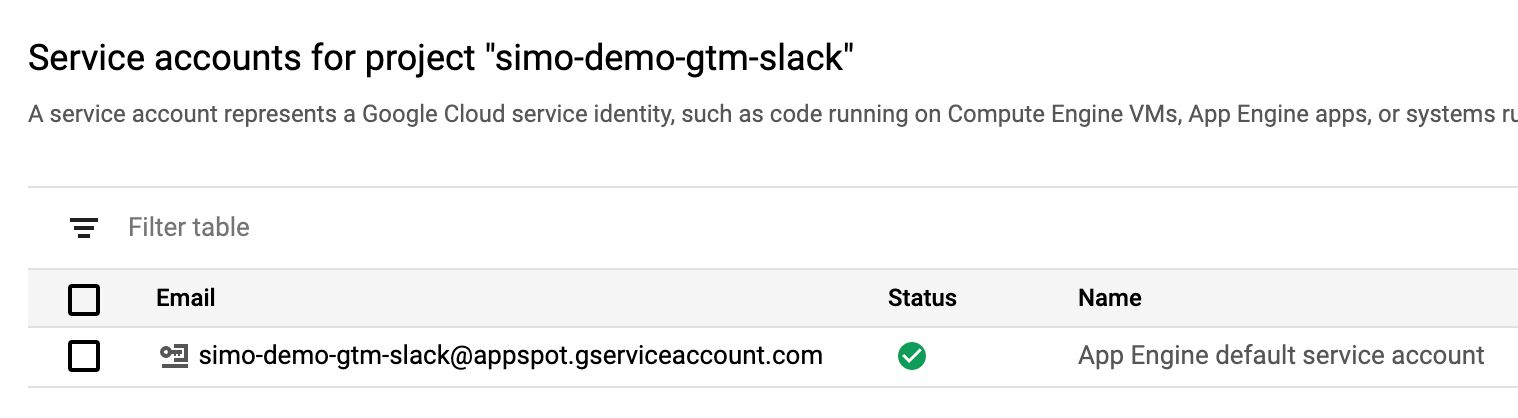 Service accounts for project "simo-demo-gtm-slack"
A service account represents a Google Cloud service identity, such as code running on Compute Engine VMs, App Engine apps, or systems
Filter table
Email Status Name
simo-demo-gtm-slack@appspot.gserviceaccount.com App Engine default service account